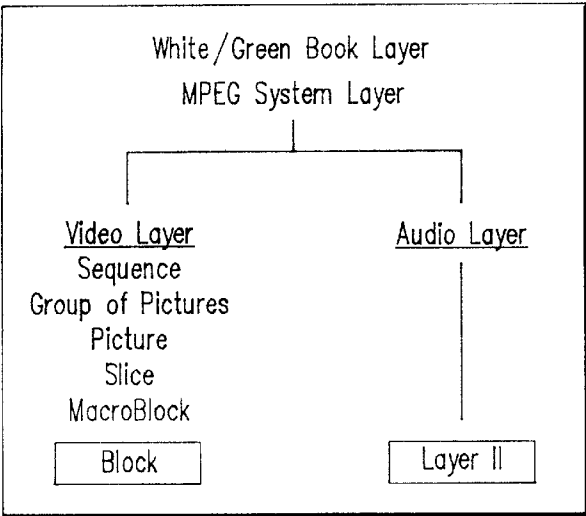 White/Green Book Layer
MPEG System Layer
Video Layer
Sequence
Group of Pictures
Picture
Slice
MacroBlock
Block
Audio Layer
Layer II